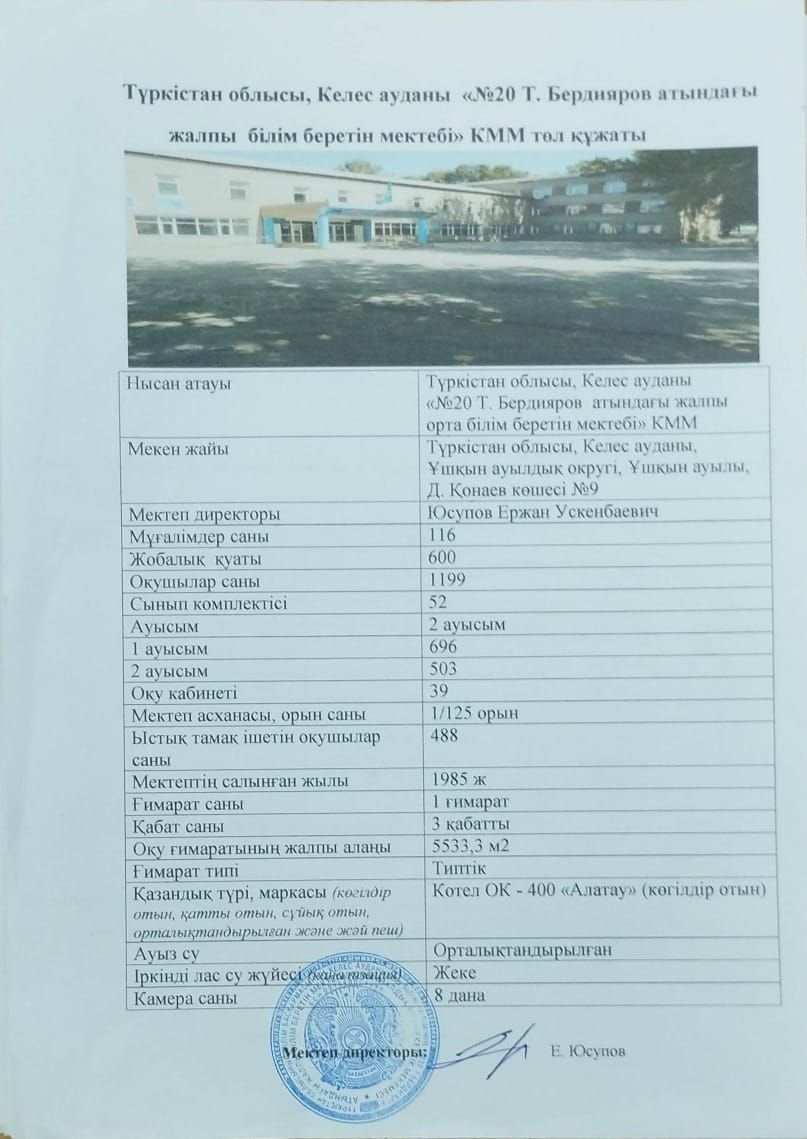 Түркістан облысы, Келес ауданы «№20 Т. Бердияров атындағы
жалпы білім беретін мектебі» КММ төл құжаты
Нысан атауы
Түркістан облысы, Келес ауданы
«№20 Т. Бердияров атындағы жалпы
орта білім беретін мектебі» КММ
Мекен жайы
Түркістан облысы, Келес ауданы,
Ұшқын ауылдық округі, Ұшқын ауылы,
Д. Қонаев көшесі №9
Мектеп директоры
Юсупов Ержан Ускенбаевич
Мұғалімдер саны
116
Жобалық қуаты
600
Оқушылар саны
1199
Сынып комплектісі
52
Ауысым
2 ауысым
1 ауысым
696
2 ауысым
503
Оқу кабинеті
39
Мектеп асханасы, орын саны
1/125 орын
Ыстық тамақ ішетін оқушылар
саны
488
Мектептің салынған жылы
1985 ж
Ғимарат саны
1 ғимарат
Қабат саны
3 қабатты
Оқу ғимаратының жалпы алаңы
5533,3 м2
Ғимарат типі
Типтік
Қазандық түрі, маркасы (көгілдір
отын, қатты отын, сұйық отын,
орталықтандырылған және жәй пеш)
Котел ОК - 400 «Алатау» (көгілдір отын)
Ауыз су
Орталықтандырылған
Іркінді лас су жүйесі (канализация)
Жеке
Камера саны
8 дана
Мектеп директоры:
Е. Юсупов